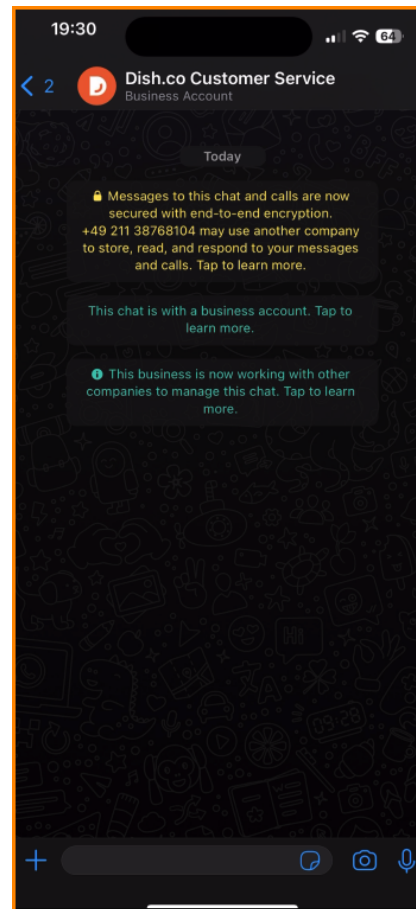 19:30
64
2
Dish.co Customer Service
Business Account
Today
Messages to this chat and calls are now
secured with end-to-end encryption.
+49 211 38768104 may use another company
to store, read, and respond to your messages
and calls. Tap to learn more.
This chat is with a business account. Tap to
learn more.
This business is now working with other
companies to manage this chat. Tap to learn
more.
Hi
09:28